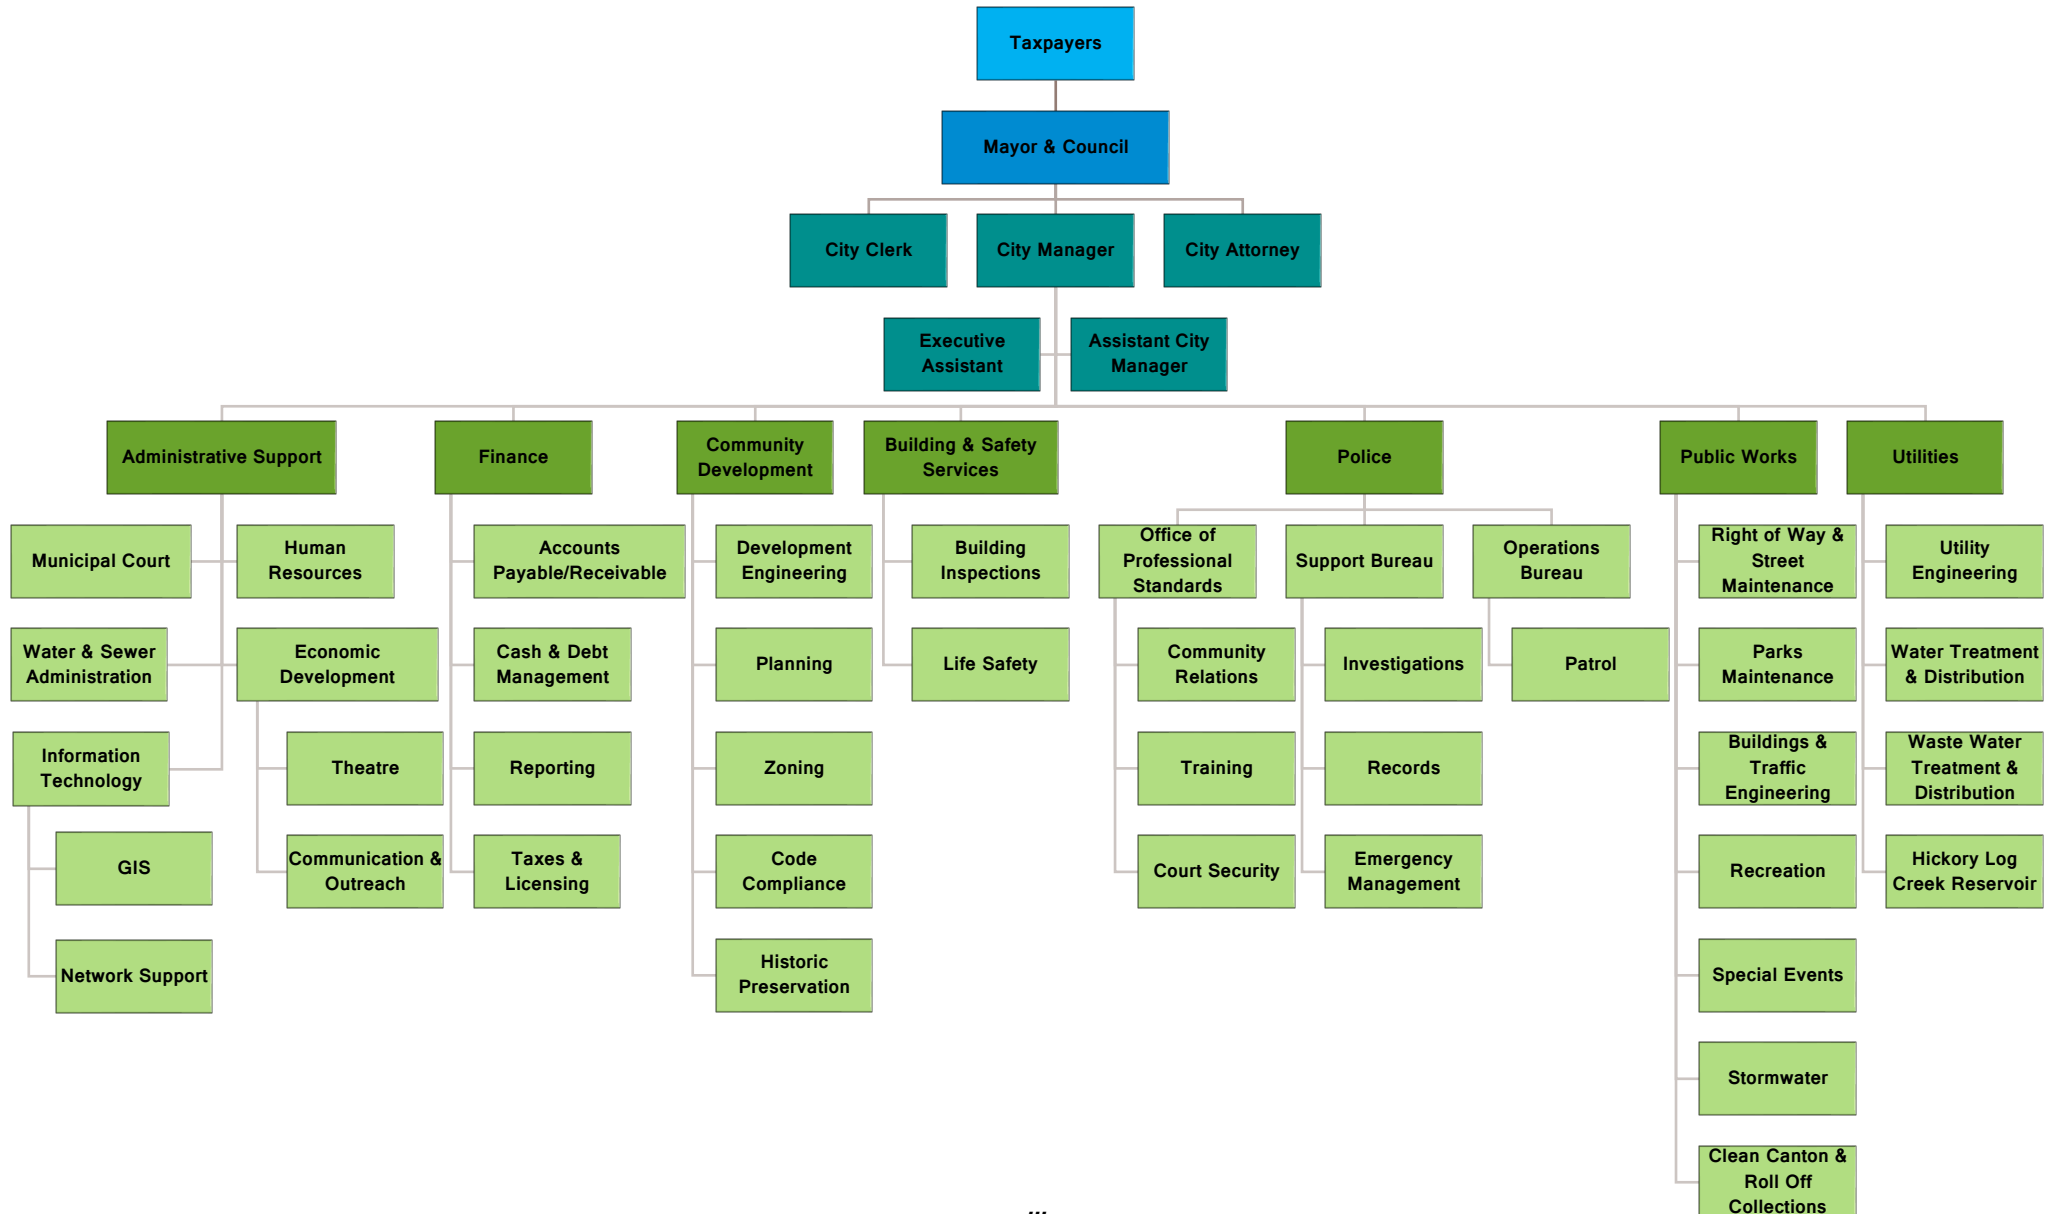 Taxpayers
Mayor & Council
City Clerk
City Manager
City Attorney
Executive
Assistant
Assistant City
Manager
Administrative Support
Finance
Community
Development
Building & Safety
Services
Police
Public Works
Utilities
Municipal Court
Human
Resources
Water & Sewer
Administration
Economic
Development
Information
Technology
Theatre
Communication &
Outreach
GIS
Network Support
Accounts
Payable/Receivable
Cash & Debt
Management
Reporting
Taxes &
Licensing
Development
Engineering
Planning
Zoning
Code
Compliance
Historic
Preservation
Building
Inspections
Life Safety
Office of
Professional
Standards
Community
Relations
Training
Court Security
Support Bureau
Investigations
Records
Emergency
Management
Operations
Bureau
Patrol
Right of Way &
Street
Maintenance
Parks
Maintenance
Buildings &
Traffic
Engineering
Recreation
Special Events
Stormwater
Clean Canton &
Roll Off
Collections
Utility
Engineering
Water Treatment
& Distribution
Waste Water
Treatment &
Distribution
Hickory Log
Creek Reservoir